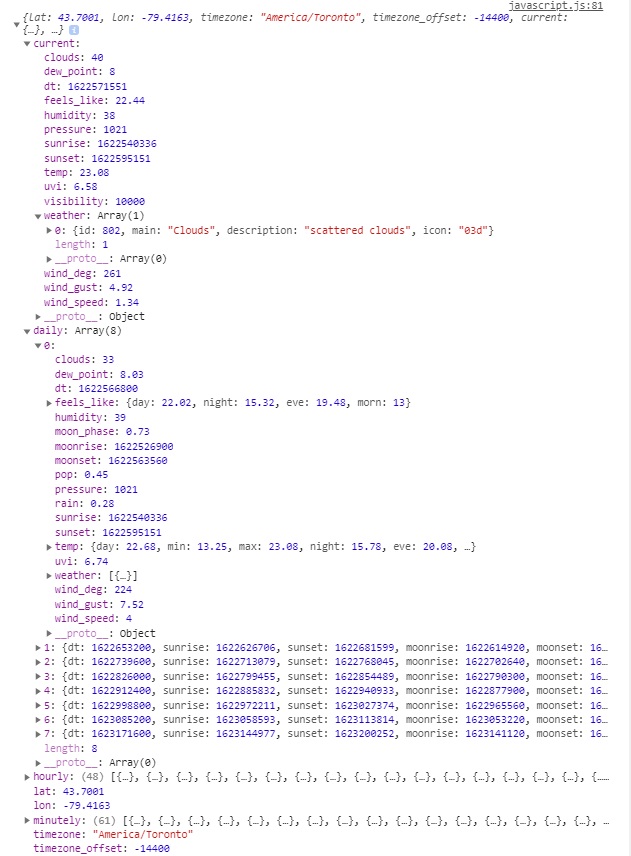 javascript.js:81
{lat: 43.7001, lon: -79.4163, timezone: "America/Toronto", timezone_offset: -14400, current:
{…}, …} i
current:
clouds: 40
dew_point: 8
dt: 1622571551
feels_like: 22.44
humidity: 38
pressure: 1021
sunrise: 1622540336
sunset: 1622595151
temp: 23.08
uvi: 6.58
visibility: 10000
weather: Array(1)
0: {id: 802, main: "Clouds", description: "scattered clouds", icon: "03d"}
length: 1
__proto__: Array(0)
wind_deg: 261
wind_gust: 4.92
wind_speed: 1.34
__proto__: Object
daily: Array(8)
0:
clouds: 33
dew_point: 8.03
dt: 1622566800
feels_like: {day: 22.02, night: 15.32, eve: 19.48, morn: 13}
humidity: 39
moon_phase: 0.73
moonrise: 1622526900
moonset: 1622563560
pop: 0.45
pressure: 1021
rain: 0.28
sunrise: 1622540336
sunset: 1622595151
temp: {day: 22.68, min: 13.25, max: 23.08, night: 15.78, eve: 20.08, …}
uvi: 6.74
weather: [{…}]
wind_deg: 224
wind_gust: 7.52
wind_speed: 4
__proto__: Object
1: {dt: 1622653200, sunrise: 1622626706, sunset: 1622681599, moonrise: 1622614920, moonset: 16…
2: {dt: 1622739600, sunrise: 1622713079, sunset: 1622768045, moonrise: 1622702640, moonset: 16…
3: {dt: 1622826000, sunrise: 1622799455, sunset: 1622854489, moonrise: 1622790300, moonset: 16…
4: {dt: 1622912400, sunrise: 1622885832, sunset: 1622940933, moonrise: 1622877900, moonset: 16…
5: {dt: 1622998800, sunrise: 1622972211, sunset: 1623027374, moonrise: 1622965560, moonset: 16…
6: {dt: 1623085200, sunrise: 1623058593, sunset: 1623113814, moonrise: 1623053220, moonset: 16…
7: {dt: 1623171600, sunrise: 1623144977, sunset: 1623200252, moonrise: 1623141120, moonset: 16…
length: 8
__proto__: Array(0)
hourly: (48) [{…}, {…}, {…}, {…}, {…}, {…}, {…}, {…}, {…}, {…}, {…}, {…}, {…}, {…}, {…}, {…}, {……
lat: 43.7001
lon: -79.4163
minutely: (61) [{…}, {…}, {…}, {…}, {…}, {…}, {…}, {…}, {…}, {…}, {…}, {…}, {…}, {…}, {…}, {…}, …
timezone: "America/Toronto"
timezone_offset: -14400